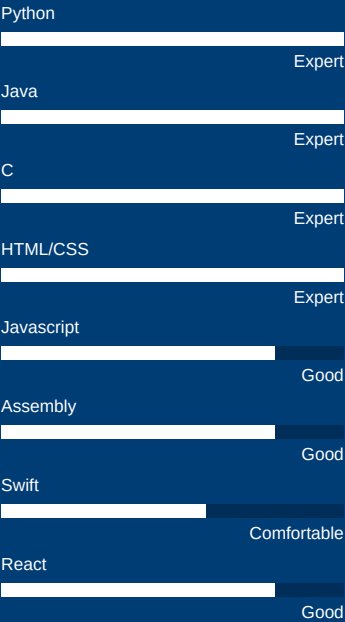 Python
Expert
Java
Expert
C
Expert
HTML/CSS
Expert
Javascript
Good
Assembly
Good
Swift
Comfortable
React
Good